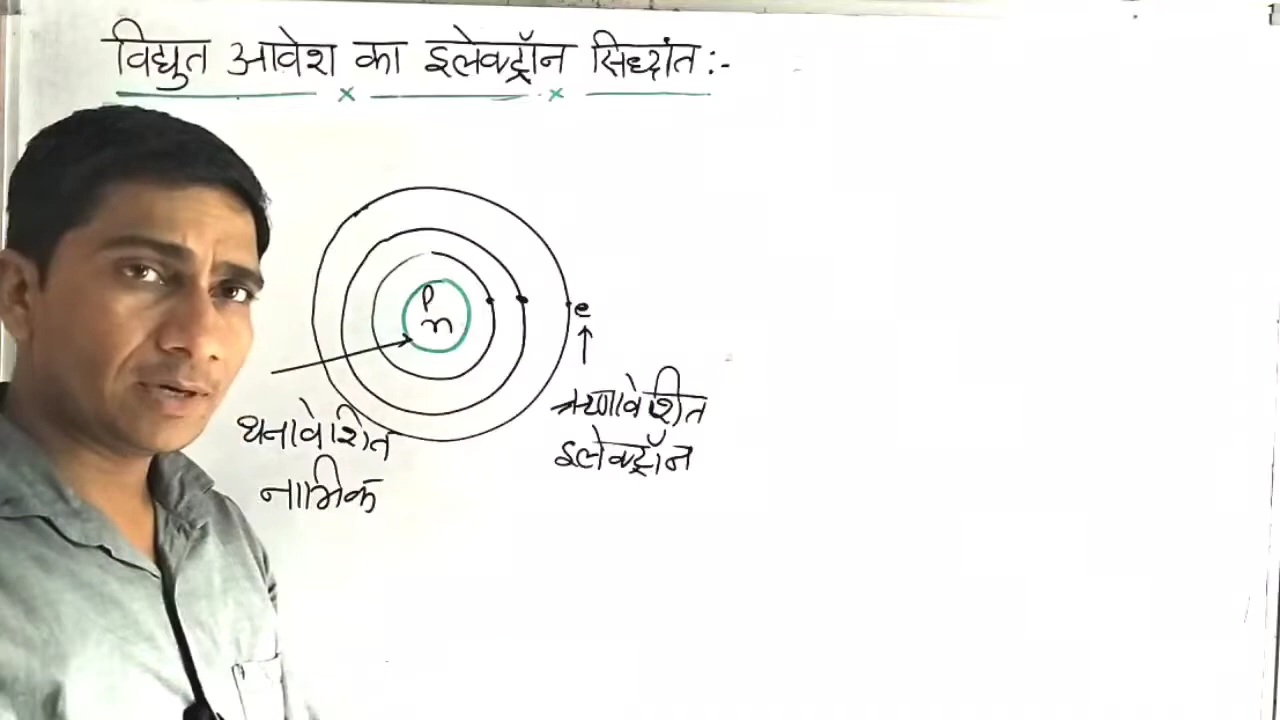 विद्युत आवेश का इलेक्ट्रॉन सिध्दांत :-
p
n
e
धनावेशित
नाभिक
ऋणावेशित
इलेक्ट्रॉन